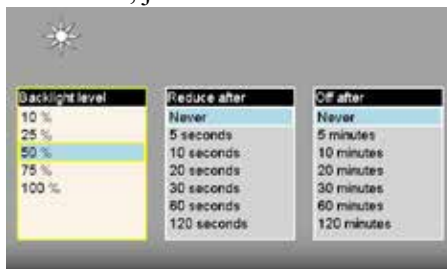 Backlight level
10 %
25 %
50 %
75 %
100 %
Reduce after
Never
5 seconds
10 seconds
20 seconds
30 seconds
60 seconds
120 seconds
Off after
Never
5 minutes
10 minutes
20 minutes
30 minutes
60 minutes
120 minutes